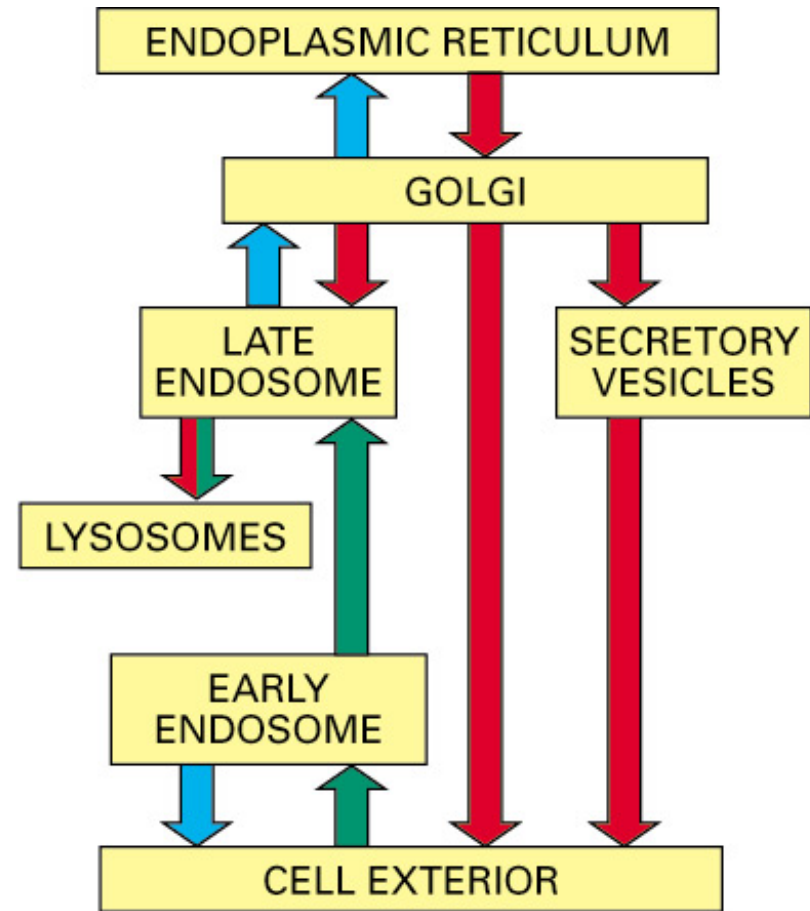 ENDOPLASMIC RETICULUM
GOLGI
LATE
ENDOSOME
SECRETORY
VESICLES
LYSOSOMES
EARLY
ENDOSOME
CELL EXTERIOR